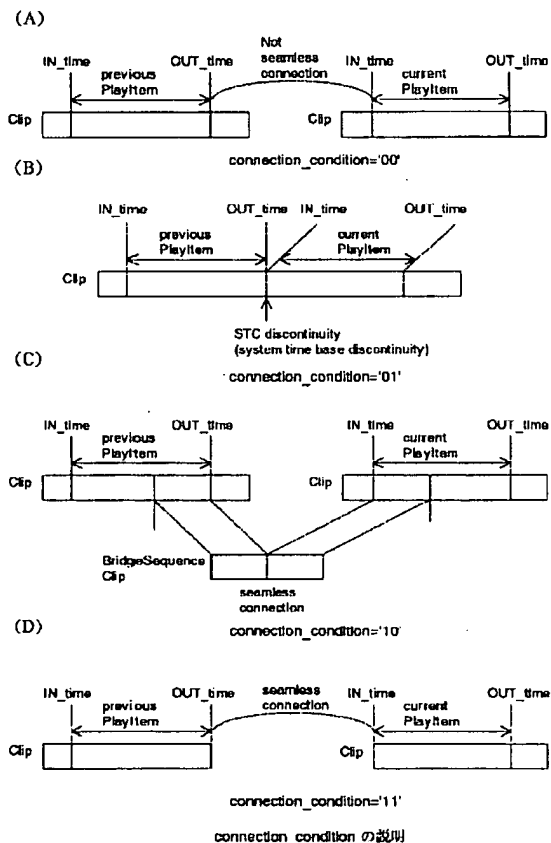 (A)
Not
seamless
connection
IN_time
OUT_time
IN_time
OUT_time
previous
PlayItem
current
PlayItem
Clip
Clip
connection_condition='00'
(B)
IN_time
OUT_time
IN_time
OUT_time
previous
PlayItem
current
PlayItem
Clip
STC discontinuity
(system time base discontinuity)
connection_condition='01'
(C)
IN_time
OUT_time
IN_time
OUT_time
previous
PlayItem
current
PlayItem
Clip
Clip
BridgeSequence
Clip
seamless
connection
connection_condition='10'
(D)
IN_time
OUT_time
seamless
connection
IN_time
OUT_time
previous
PlayItem
current
PlayItem
Clip
Clip
connection_condition='11'
connection_condition の説明